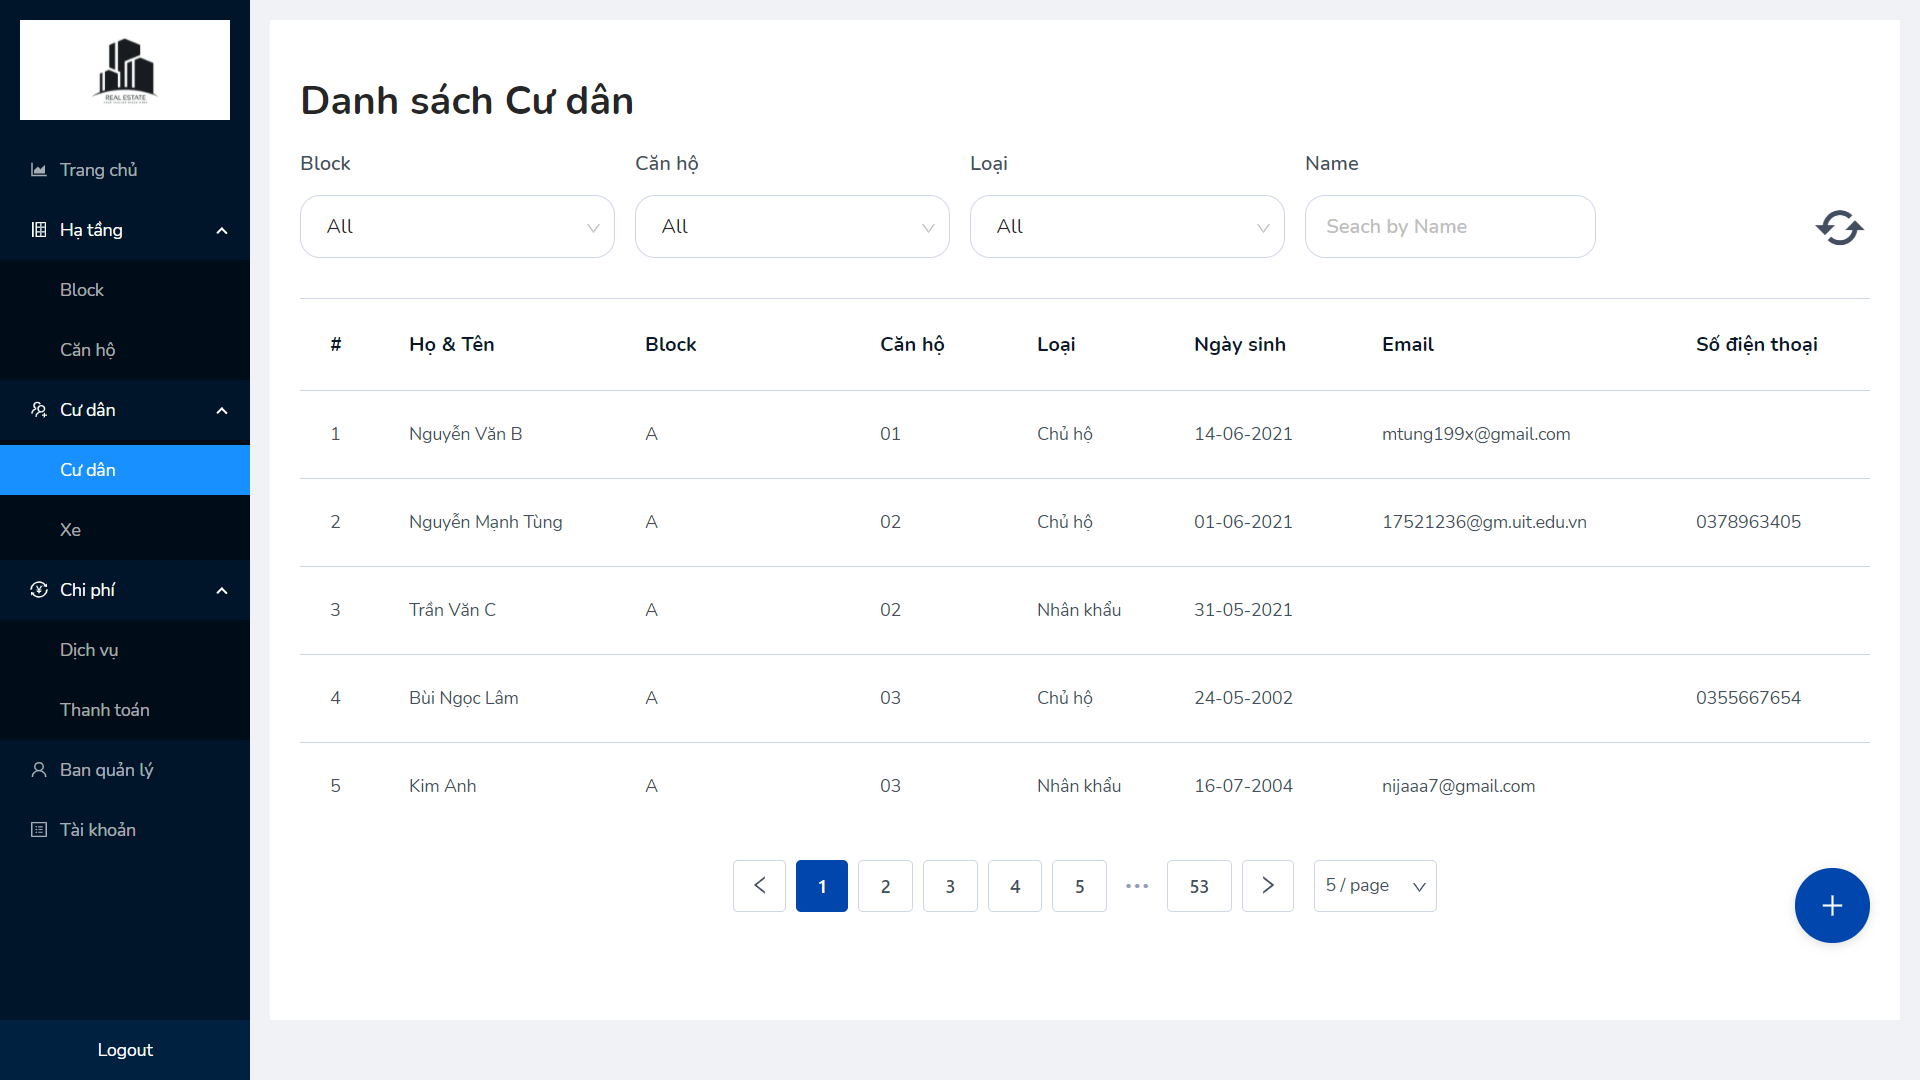 REAL ESTATE
Trang chủ
Hạ tầng
Block
Căn hộ
Cư dân
Cư dân
Xe
Chi phí
Dịch vụ
Thanh toán
Ban quản lý
Tài khoản
Logout
Danh sách Cư dân
Block Căn hộ Loại Name
All All All Seach by Name
# Họ & Tên Block Căn hộ Loại Ngày sinh Email Số điện thoại
1 Nguyễn Văn B A 01 Chủ hộ 14-06-2021 mtung199x@gmail.com
2 Nguyễn Mạnh Tùng A 02 Chủ hộ 01-06-2021 17521236@gm.uit.edu.vn 0378963405
3 Trần Văn C A 02 Nhân khẩu 31-05-2021
4 Bùi Ngọc Lâm A 03 Chủ hộ 24-05-2002 0355667654
5 Kim Anh A 03 Nhân khẩu 16-07-2004 nijaaa7@gmail.com
1 2 3 4 5 ••• 53 5 / page